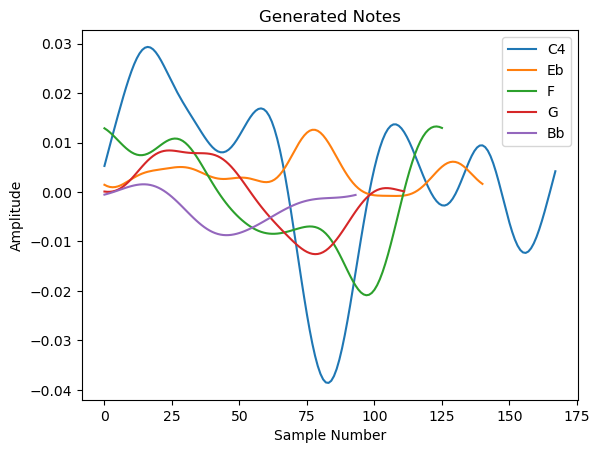 Generated Notes
C4
Eb
F
G
Bb
0.03
0.02
0.01
0.00
−0.01
−0.02
−0.03
−0.04
Amplitude
0
25
50
75
100
125
150
175
Sample Number